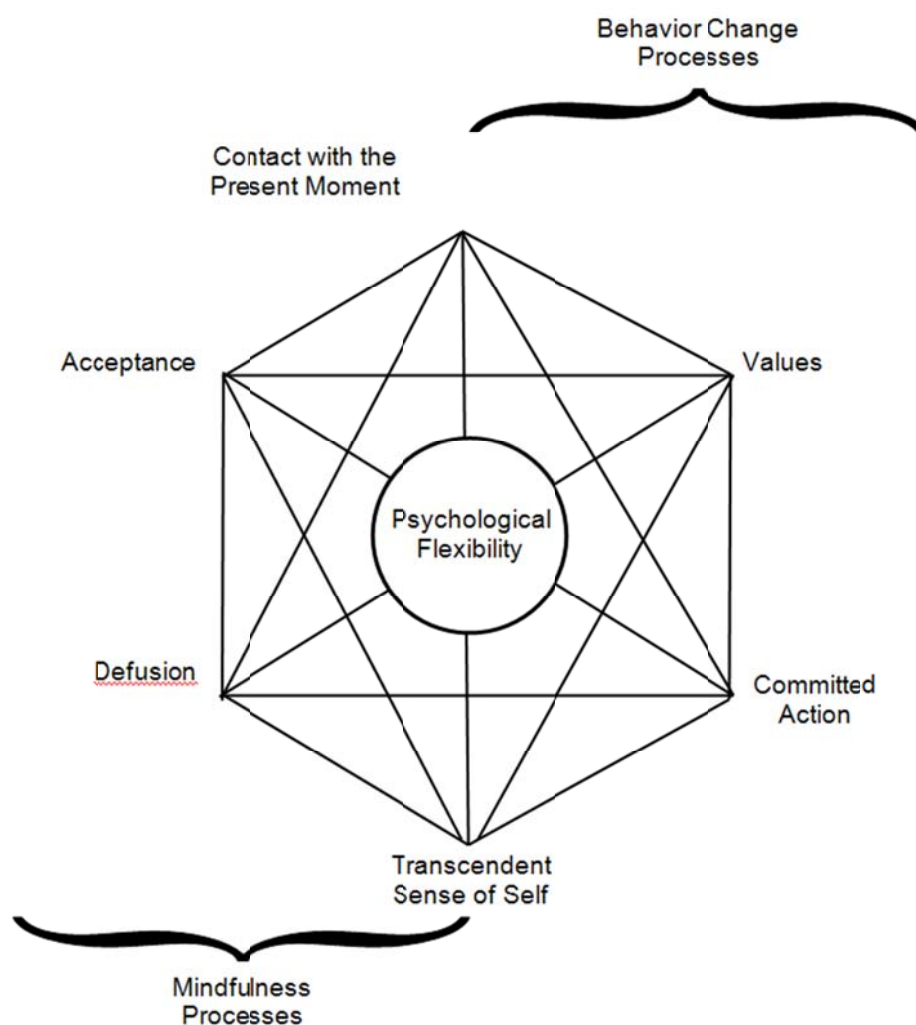 Behavior Change
Processes
Contact with the
Present Moment
Acceptance
Values
Psychological
Flexibility
Defusion
Committed
Action
Transcendent
Sense of Self
Mindfulness
Processes